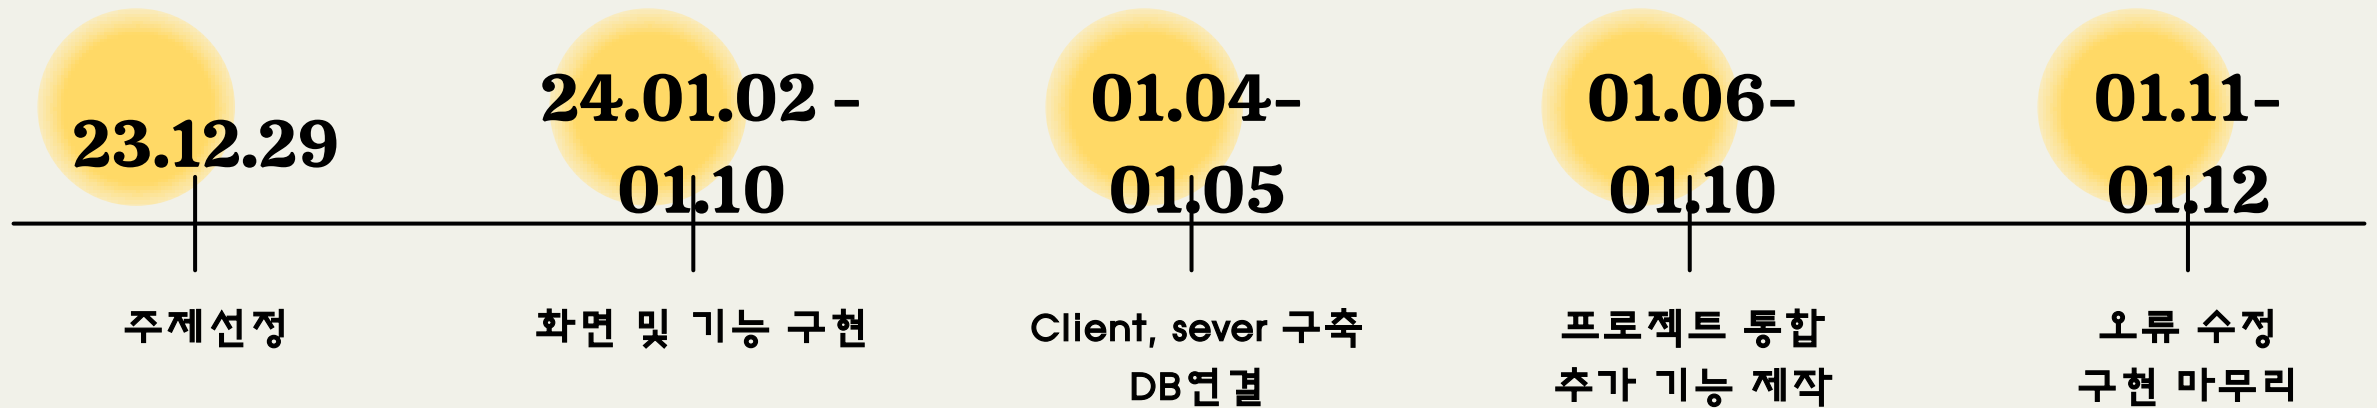 23.12.29
주제선정
24.01.02 -
01.10
화면 및 기능 구현
01.04-
01.05
Client, sever 구축
DB연결
01.06-
01.10
프로젝트 통합
추가 기능 제작
01.11-
01.12
오류 수정
구현 마무리